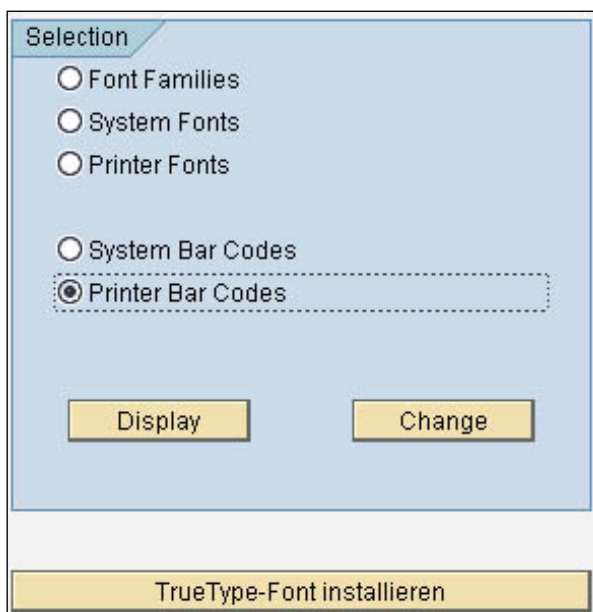 Selection
Font Families
System Fonts
Printer Fonts
System Bar Codes
Printer Bar Codes
Display Change
TrueType-Font installieren